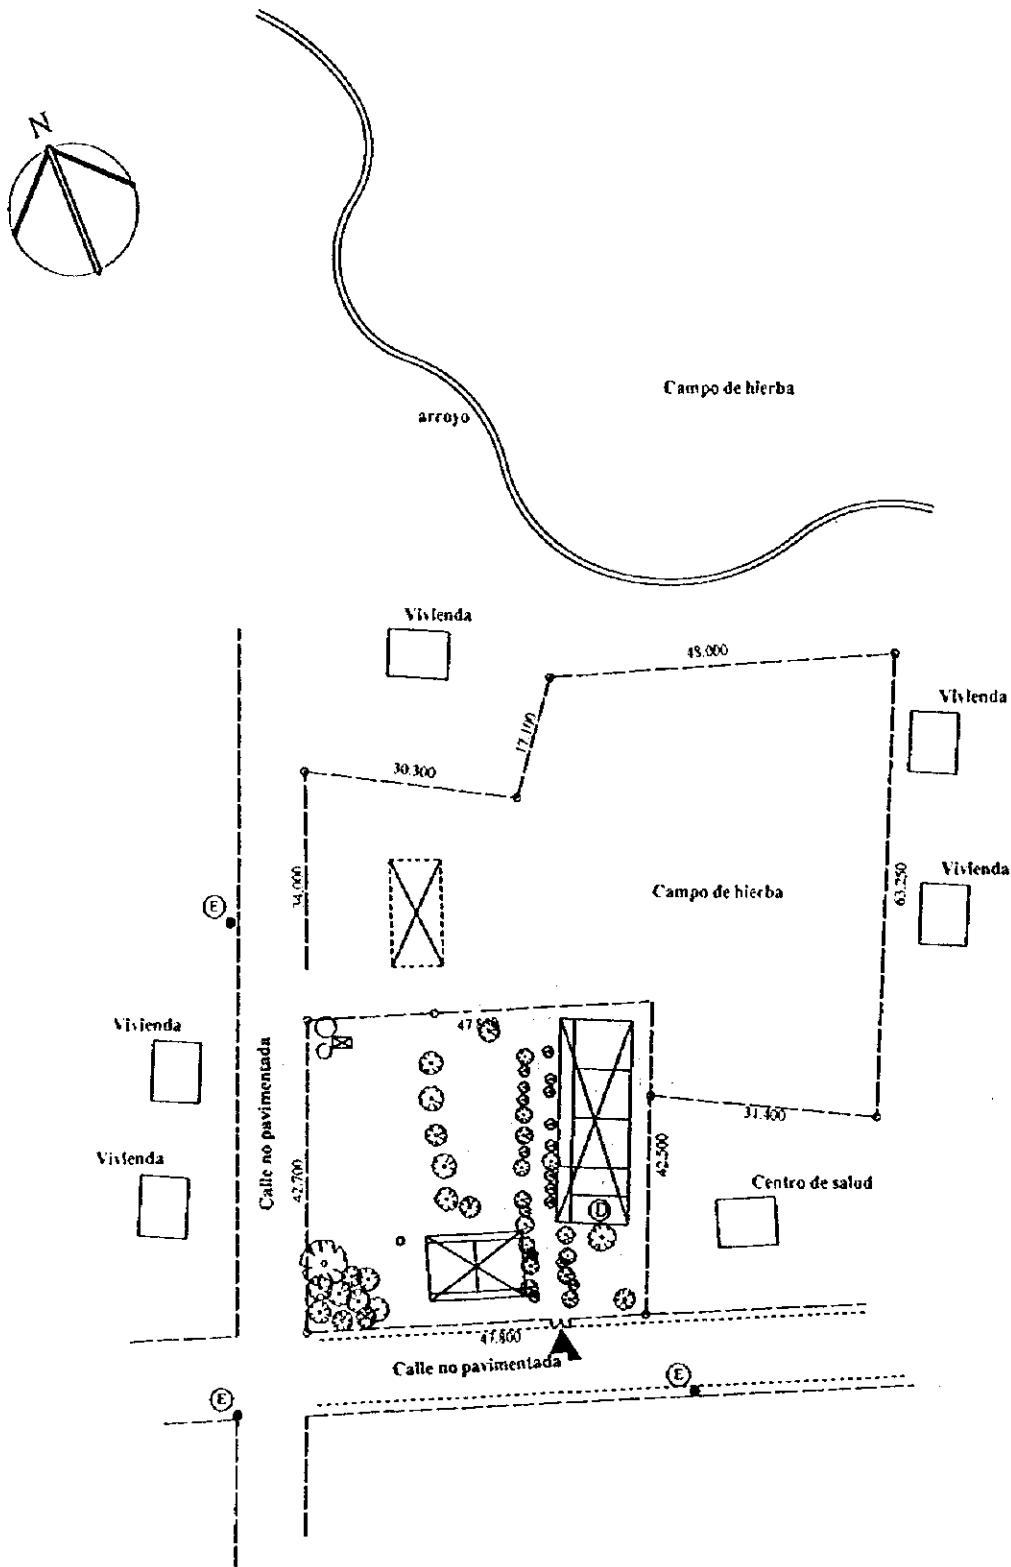 N
Campo de hierba
arroyo
Vivienda
48.000
Vivienda
17.100
30.300
34.000
Campo de hierba
63.250
Vivienda
E
Vivienda
Calle no pavimentada
31.400
42.700
42.500
Vivienda
Centro de salud
D
47.800
Calle no pavimentada
E
E